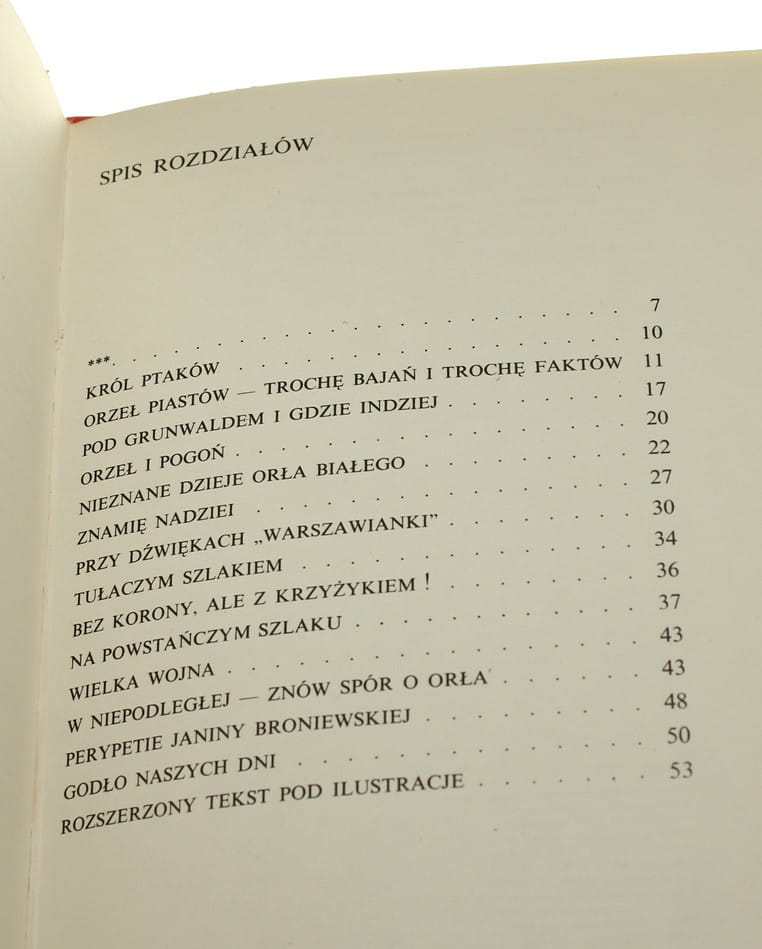 SPIS ROZDZIAŁÓW
***. . . . . . . . . . . . . . . . . . 7
KRÓL PTAKÓW . . . . . . . . . . . . . . . 10
ORZEŁ PIASTÓW — TROCHĘ BAJAŃ I TROCHĘ FAKTÓW 11
POD GRUNWALDEM I GDZIE INDZIEJ . . . . . . . 17
ORZEŁ I POGOŃ . . . . . . . . . . . . . . . 20
NIEZNANE DZIEJE ORŁA BIAŁEGO . . . . . . . . 22
ZNAMIĘ NADZIEI . . . . . . . . . . . . . . . 27
PRZY DŹWIĘKACH „WARSZAWIANKI” . . . . . . . 30
TUŁACZYM SZLAKIEM . . . . . . . . . . . . . 34
BEZ KORONY, ALE Z KRZYŻYKIEM ! . . . . . . . 36
NA POWSTAŃCZYM SZLAKU . . . . . . . . . . . 37
WIELKA WOJNA . . . . . . . . . . . . . . . . 43
W NIEPODLEGŁEJ — ZNÓW SPÓR O ORŁA . . . . . 43
PERYPETIE JANINY BRONIEWSKIEJ . . . . . . . 48
GODŁO NASZYCH DNI . . . . . . . . . . . . . 50
ROZSZERZONY TEKST POD ILUSTRACJE . . . . . . 53